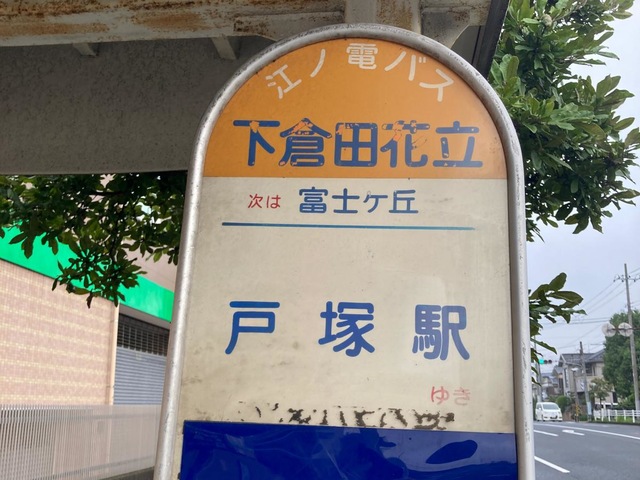 江ノ電バス
下倉田花立
次は 富士ケ丘
戸塚駅
ゆき